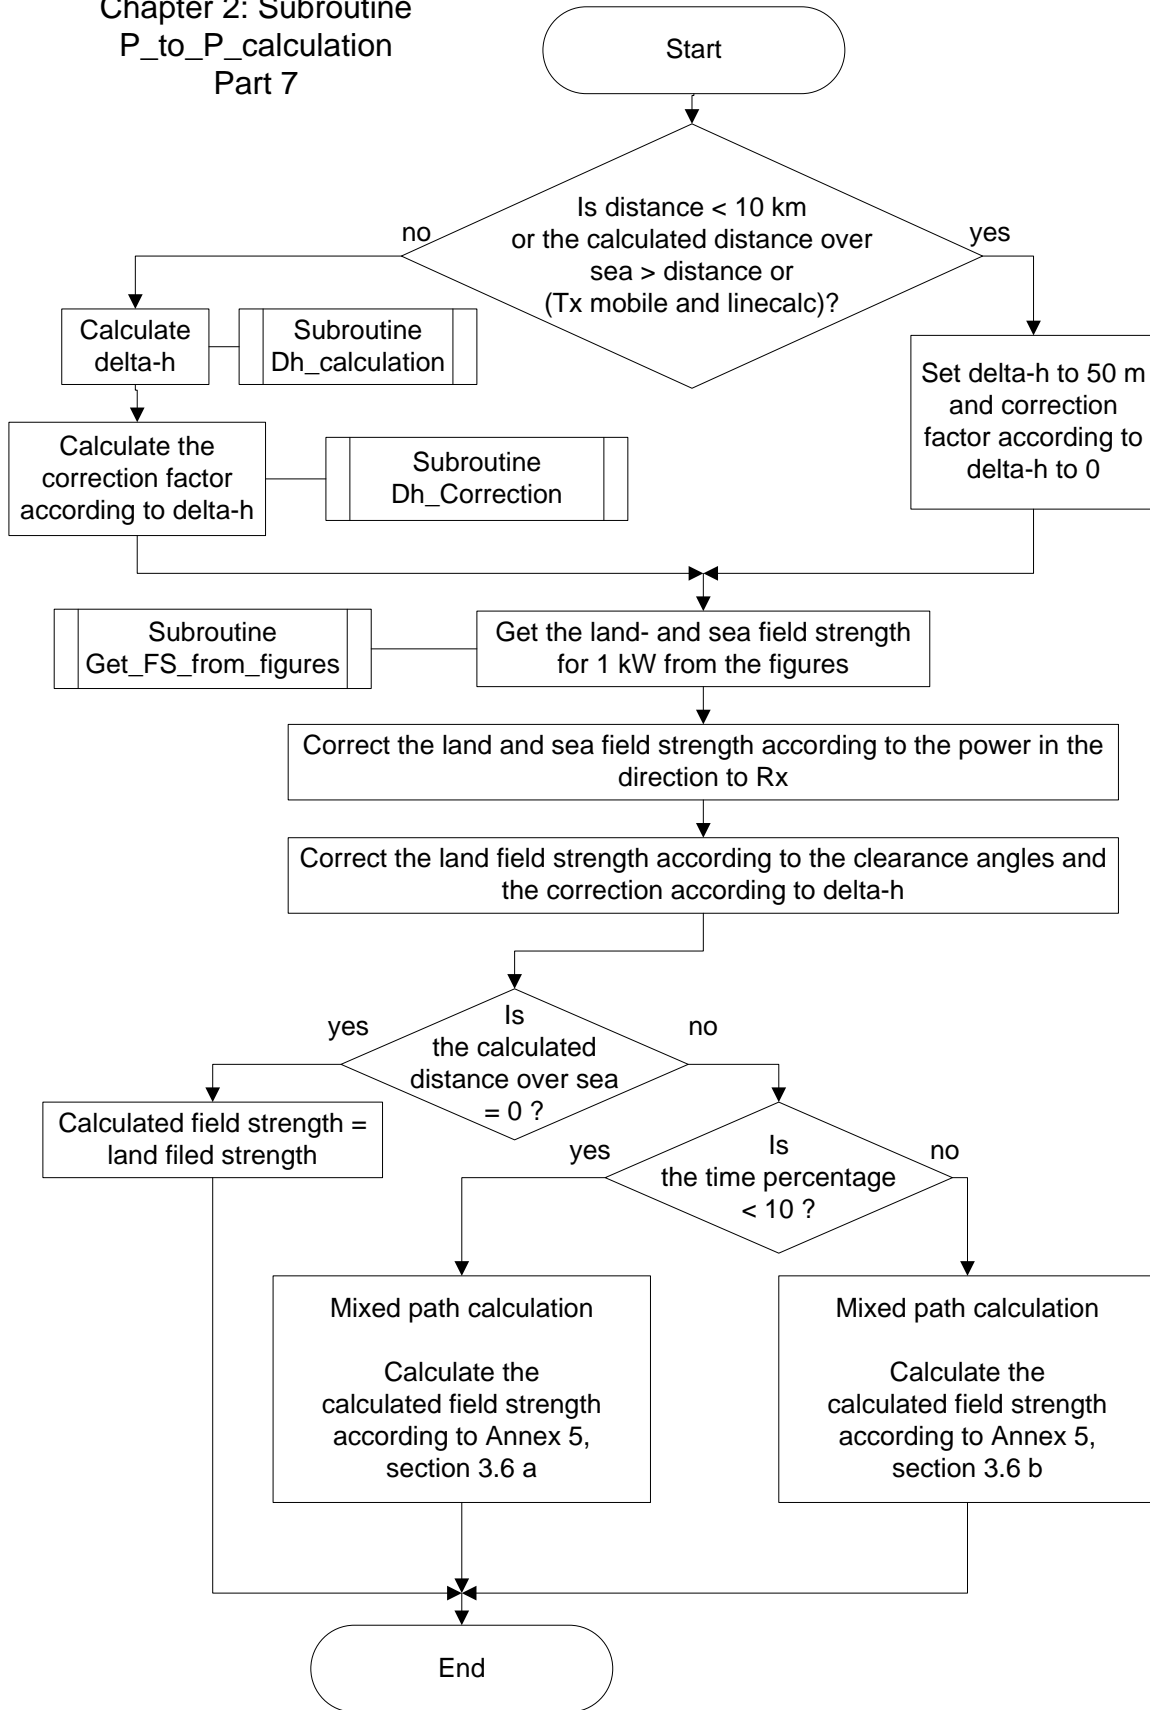 Chapter 2: Subroutine
P_to_P_calculation
Part 7
Start
Is distance < 10 km
or the calculated distance over
sea > distance or
(Tx mobile and linecalc)?
no
yes
Calculate
delta-h
Subroutine
Dh_calculation
Set delta-h to 50 m
and correction
factor according to
delta-h to 0
Calculate the
correction factor
according to delta-h
Subroutine
Dh_Correction
Subroutine
Get_FS_from_figures
Get the land- and sea field strength
for 1 kW from the figures
Correct the land and sea field strength according to the power in the
direction to Rx
Correct the land field strength according to the clearance angles and
the correction according to delta-h
Is
the calculated
distance over sea
= 0 ?
yes
no
Calculated field strength =
land filed strength
Is
the time percentage
< 10 ?
yes
no
Mixed path calculation
Calculate the
calculated field strength
according to Annex 5,
section 3.6 a
Mixed path calculation
Calculate the
calculated field strength
according to Annex 5,
section 3.6 b
End